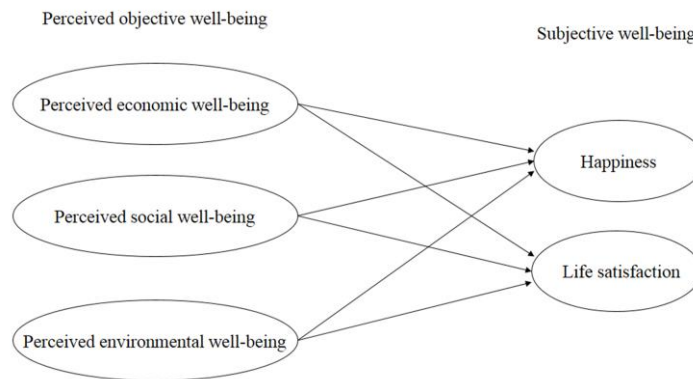 Perceived objective well-being
Subjective well-being
Perceived economic well-being
Happiness
Perceived social well-being
Life satisfaction
Perceived environmental well-being